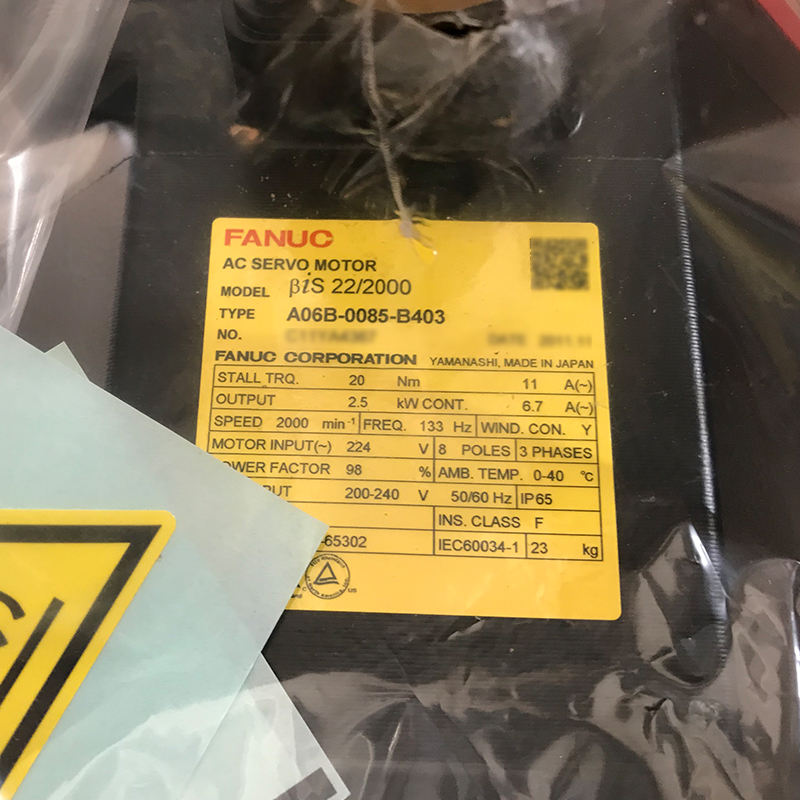 FANUC
AC SERVO MOTOR
MODEL βiS 22/2000
TYPE A06B-0085-B403
NO.
FANUC CORPORATION YAMANASHI, MADE IN JAPAN
STALL TRQ. 20 Nm 11 A(~)
OUTPUT 2.5 kW CONT. 6.7 A(~)
SPEED 2000 min-1 FREQ. 133 Hz WIND. CON. Y
MOTOR INPUT(~) 224 V 8 POLES 3 PHASES
POWER FACTOR 98 % AMB. TEMP. 0-40 ℃
200-240 V 50/60 Hz IP65
INS. CLASS F
-65302 IEC60034-1 23 kg
US